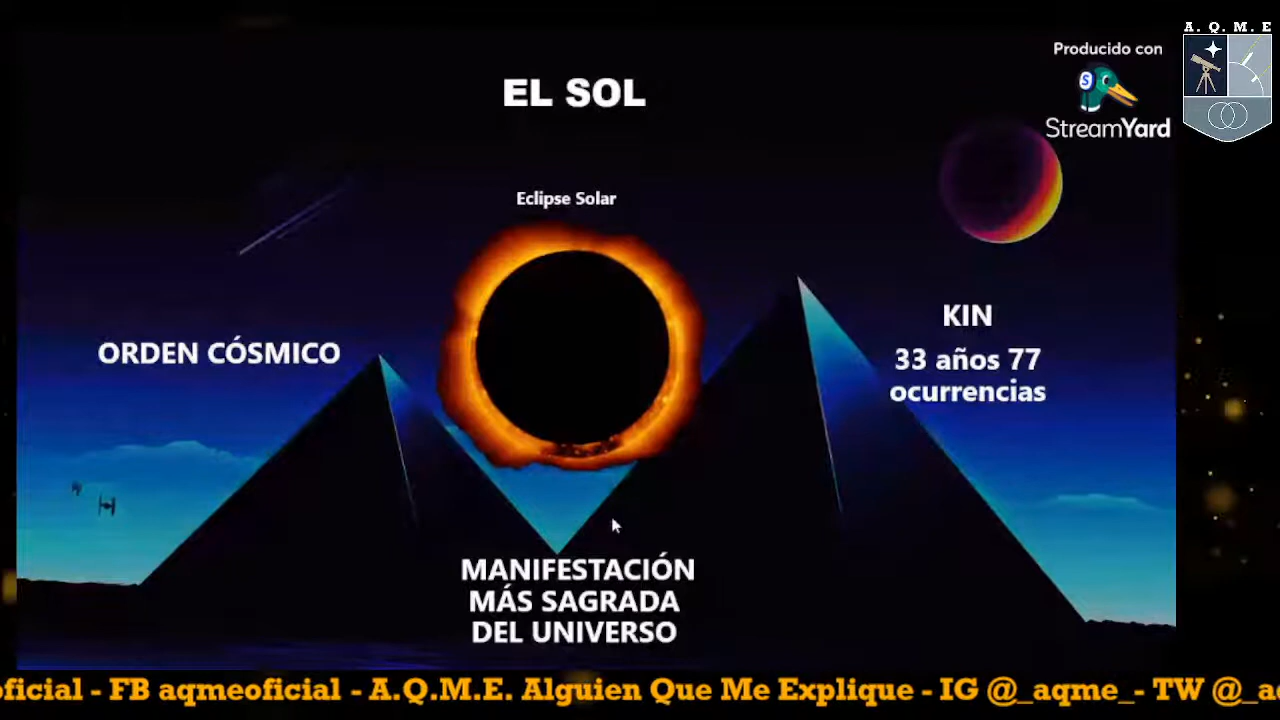 A. Q. M. E
Producido con
StreamYard
EL SOL
Eclipse Solar
KIN
ORDEN CÓSMICO
33 años 77
ocurrencias
MANIFESTACIÓN
MÁS SAGRADA
DEL UNIVERSO
oficial - FB aqmeoficial - A.Q.M.E. Alguien Que Me Explique - IG @_aqme_- TW @_a